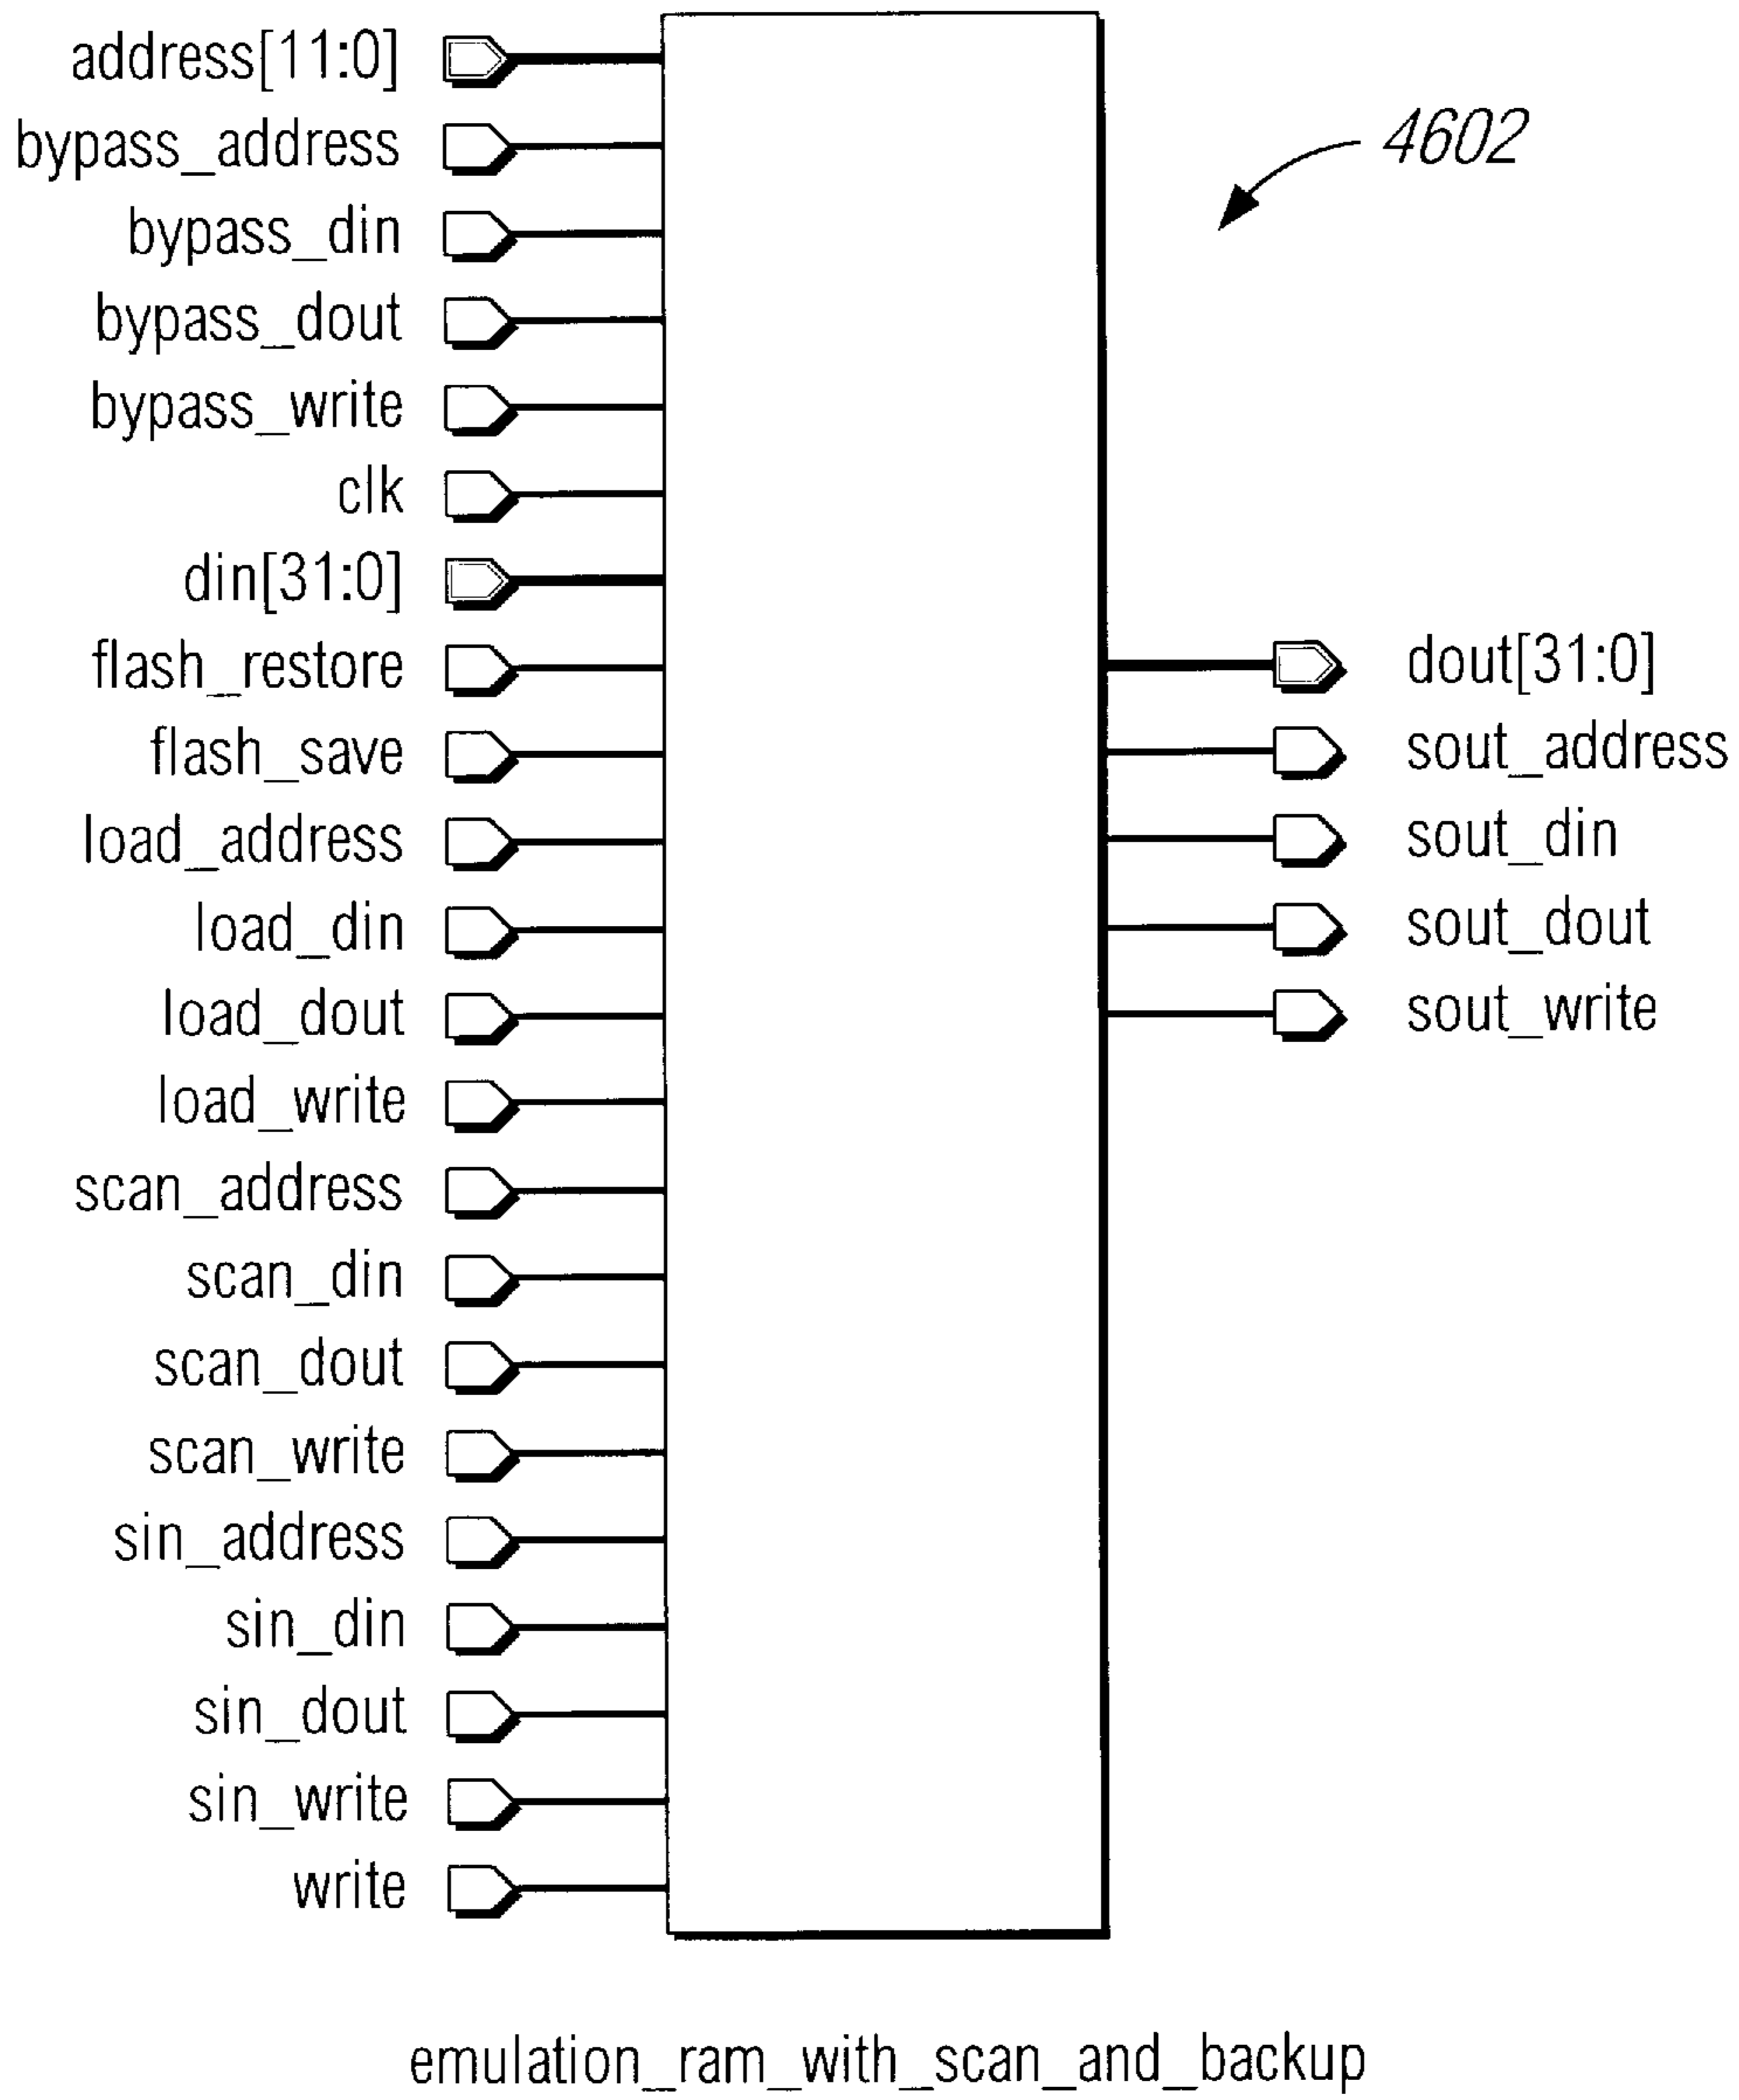 address[11:0]
bypass_address
4602
bypass_din
bypass_dout
bypass_write
clk
din[31:0]
flash_restore
dout[31:0]
flash_save
sout_address
load_address
sout_din
load_din
sout_dout
load_dout
sout_write
load_write
scan_address
scan_din
scan_dout
scan_write
sin_address
sin_din
sin_dout
sin_write
write
emulation_ram_with_scan_and_backup